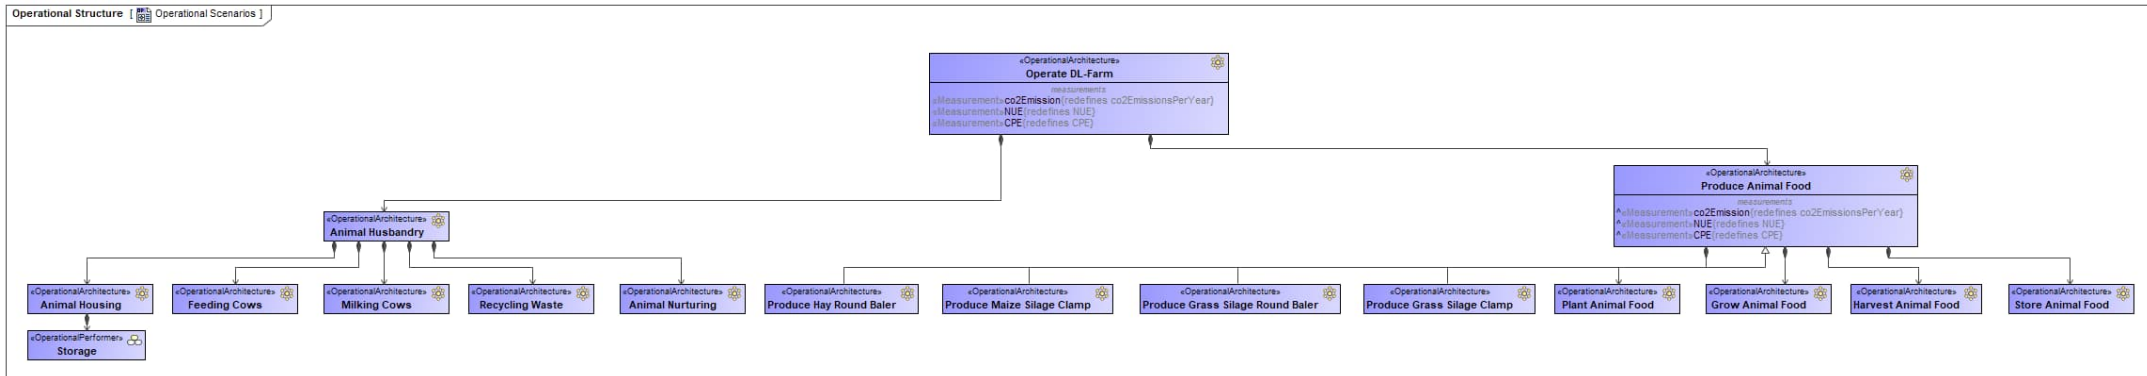 Operational Structure [ Operational Scenarios ]
«OperationalArchitecture»
Operate DL-Farm
measurements
«Measurement»co2Emission{redefines co2EmissionsPerYear}
«Measurement»NUE{redefines NUE}
«Measurement»CPE{redefines CPE}
«OperationalArchitecture»
Produce Animal Food
measurements
^«Measurement»co2Emission{redefines co2EmissionsPerYear}
^«Measurement»NUE{redefines NUE}
^«Measurement»CPE{redefines CPE}
«OperationalArchitecture»
Animal Husbandry
«OperationalArchitecture»
Animal Housing
«OperationalArchitecture»
Feeding Cows
«OperationalArchitecture»
Milking Cows
«OperationalArchitecture»
Recycling Waste
«OperationalArchitecture»
Animal Nurturing
«OperationalArchitecture»
Produce Hay Round Baler
«OperationalArchitecture»
Produce Maize Silage Clamp
«OperationalArchitecture»
Produce Grass Silage Round Baler
«OperationalArchitecture»
Produce Grass Silage Clamp
«OperationalArchitecture»
Plant Animal Food
«OperationalArchitecture»
Grow Animal Food
«OperationalArchitecture»
Harvest Animal Food
«OperationalArchitecture»
Store Animal Food
«OperationalPerformer»
Storage